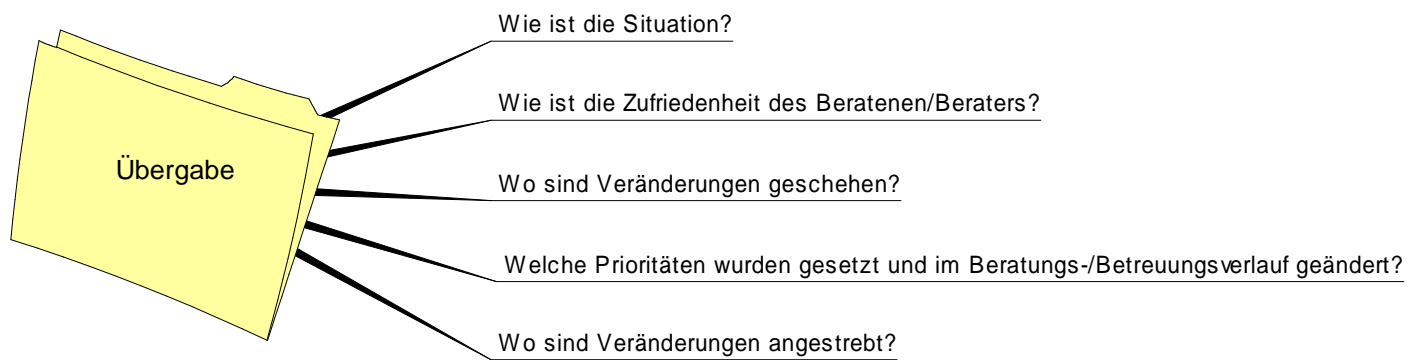 Übergabe
Wie ist die Situation?
Wie ist die Zufriedenheit des Beratenen/Beraters?
Wo sind Veränderungen geschehen?
Welche Prioritäten wurden gesetzt und im Beratungs-/Betreuungsverlauf geändert?
Wo sind Veränderungen angestrebt?